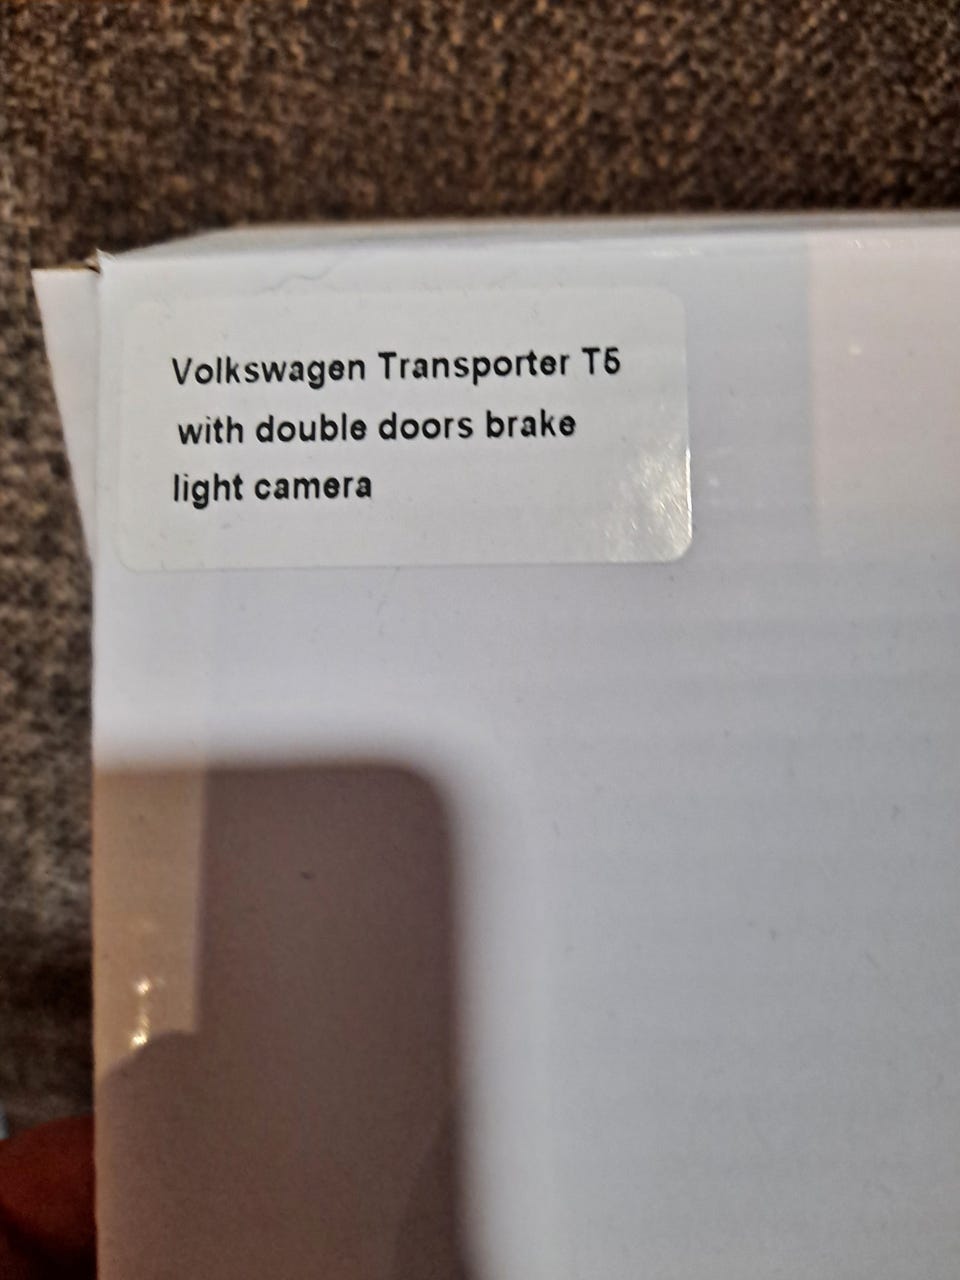 Volkswagen Transporter T5
with double doors brake
light camera